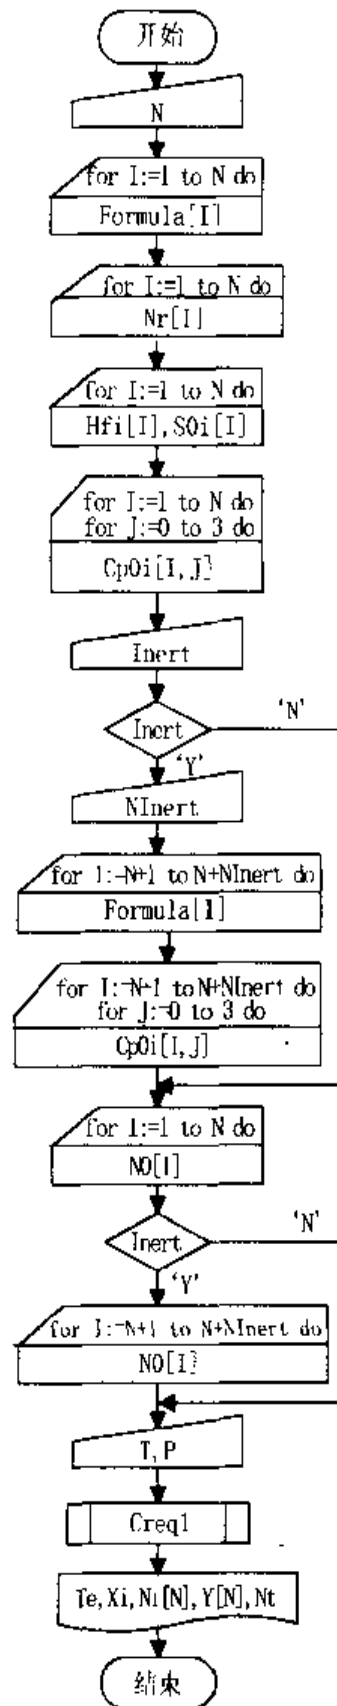 开始
N
for I:=1 to N do
Formula[I]
for I:=1 to N do
Nr[I]
for I:=1 to N do
Hfi[I],S0i[I]
for I:=1 to N do
for J:=0 to 3 do
Cp0i[I,J]
Inert
Inert
'N'
'Y'
NInert
for I:=N+1 to N+NInert do
Formula[I]
for I:=N+1 to N+NInert do
for J:=0 to 3 do
Cp0i[I,J]
for I:=1 to N do
N0[I]
Inert
'N'
'Y'
for I:=N+1 to N+NInert do
N0[I]
T,P
Creq1
Te,Xi,Ni[N],Y[N],Nt
结束